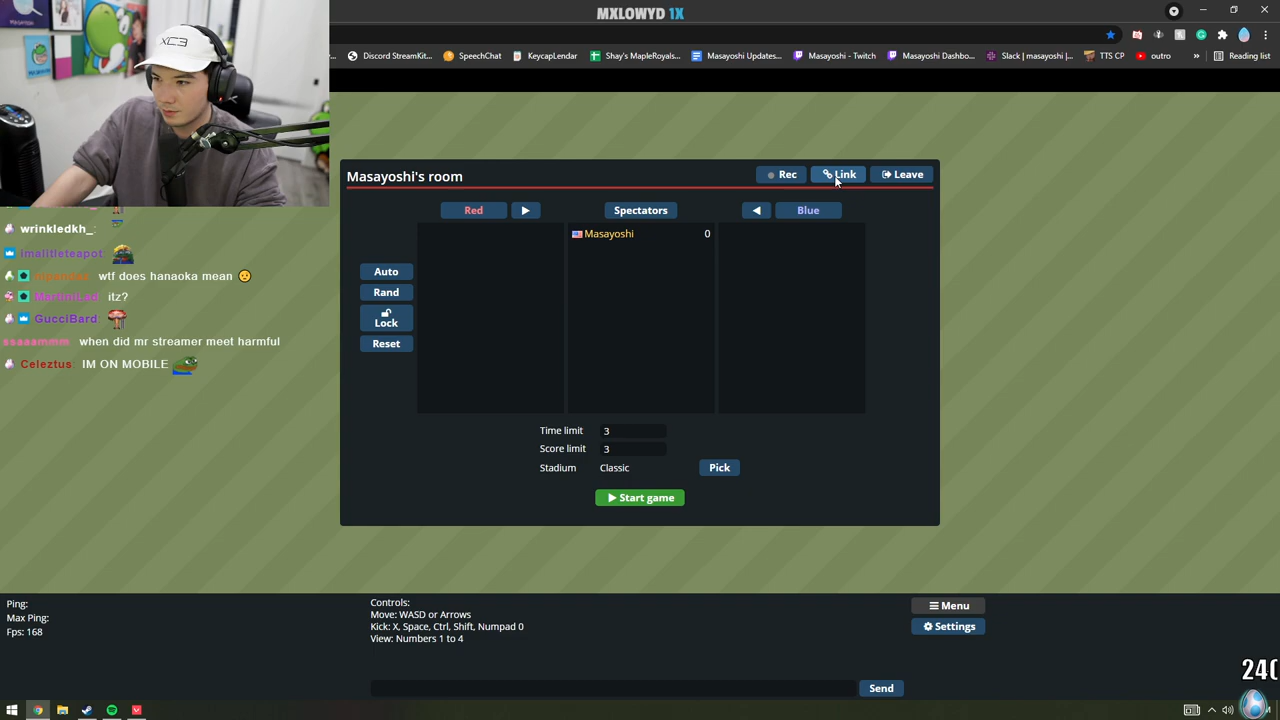 MXLOWYD 1X
XC3
Discord StreamKit...
SpeechChat
KeycapLendar
Shay's MapleRoyals...
Masayoshi Updates...
Masayoshi - Twitch
Masayoshi Dashbo...
Slack | masayoshi |...
TTS CP
outro
»
Reading list
Masayoshi's room
Rec
Link
Leave
Red
Spectators
Blue
Masayoshi 0
Auto
Rand
Lock
Reset
wrinkledkh_:
imalitleteapot:
wtf does hanaoka mean
itz?
GucciBard:
when did mr streamer meet harmful
Celeztus: IM ON MOBILE
Time limit 3
Score limit 3
Stadium Classic Pick
Start game
Ping:
Max Ping:
Fps: 168
Controls:
Move: WASD or Arrows
Kick: X, Space, Ctrl, Shift, Numpad 0
View: Numbers 1 to 4
Menu
Settings
Send